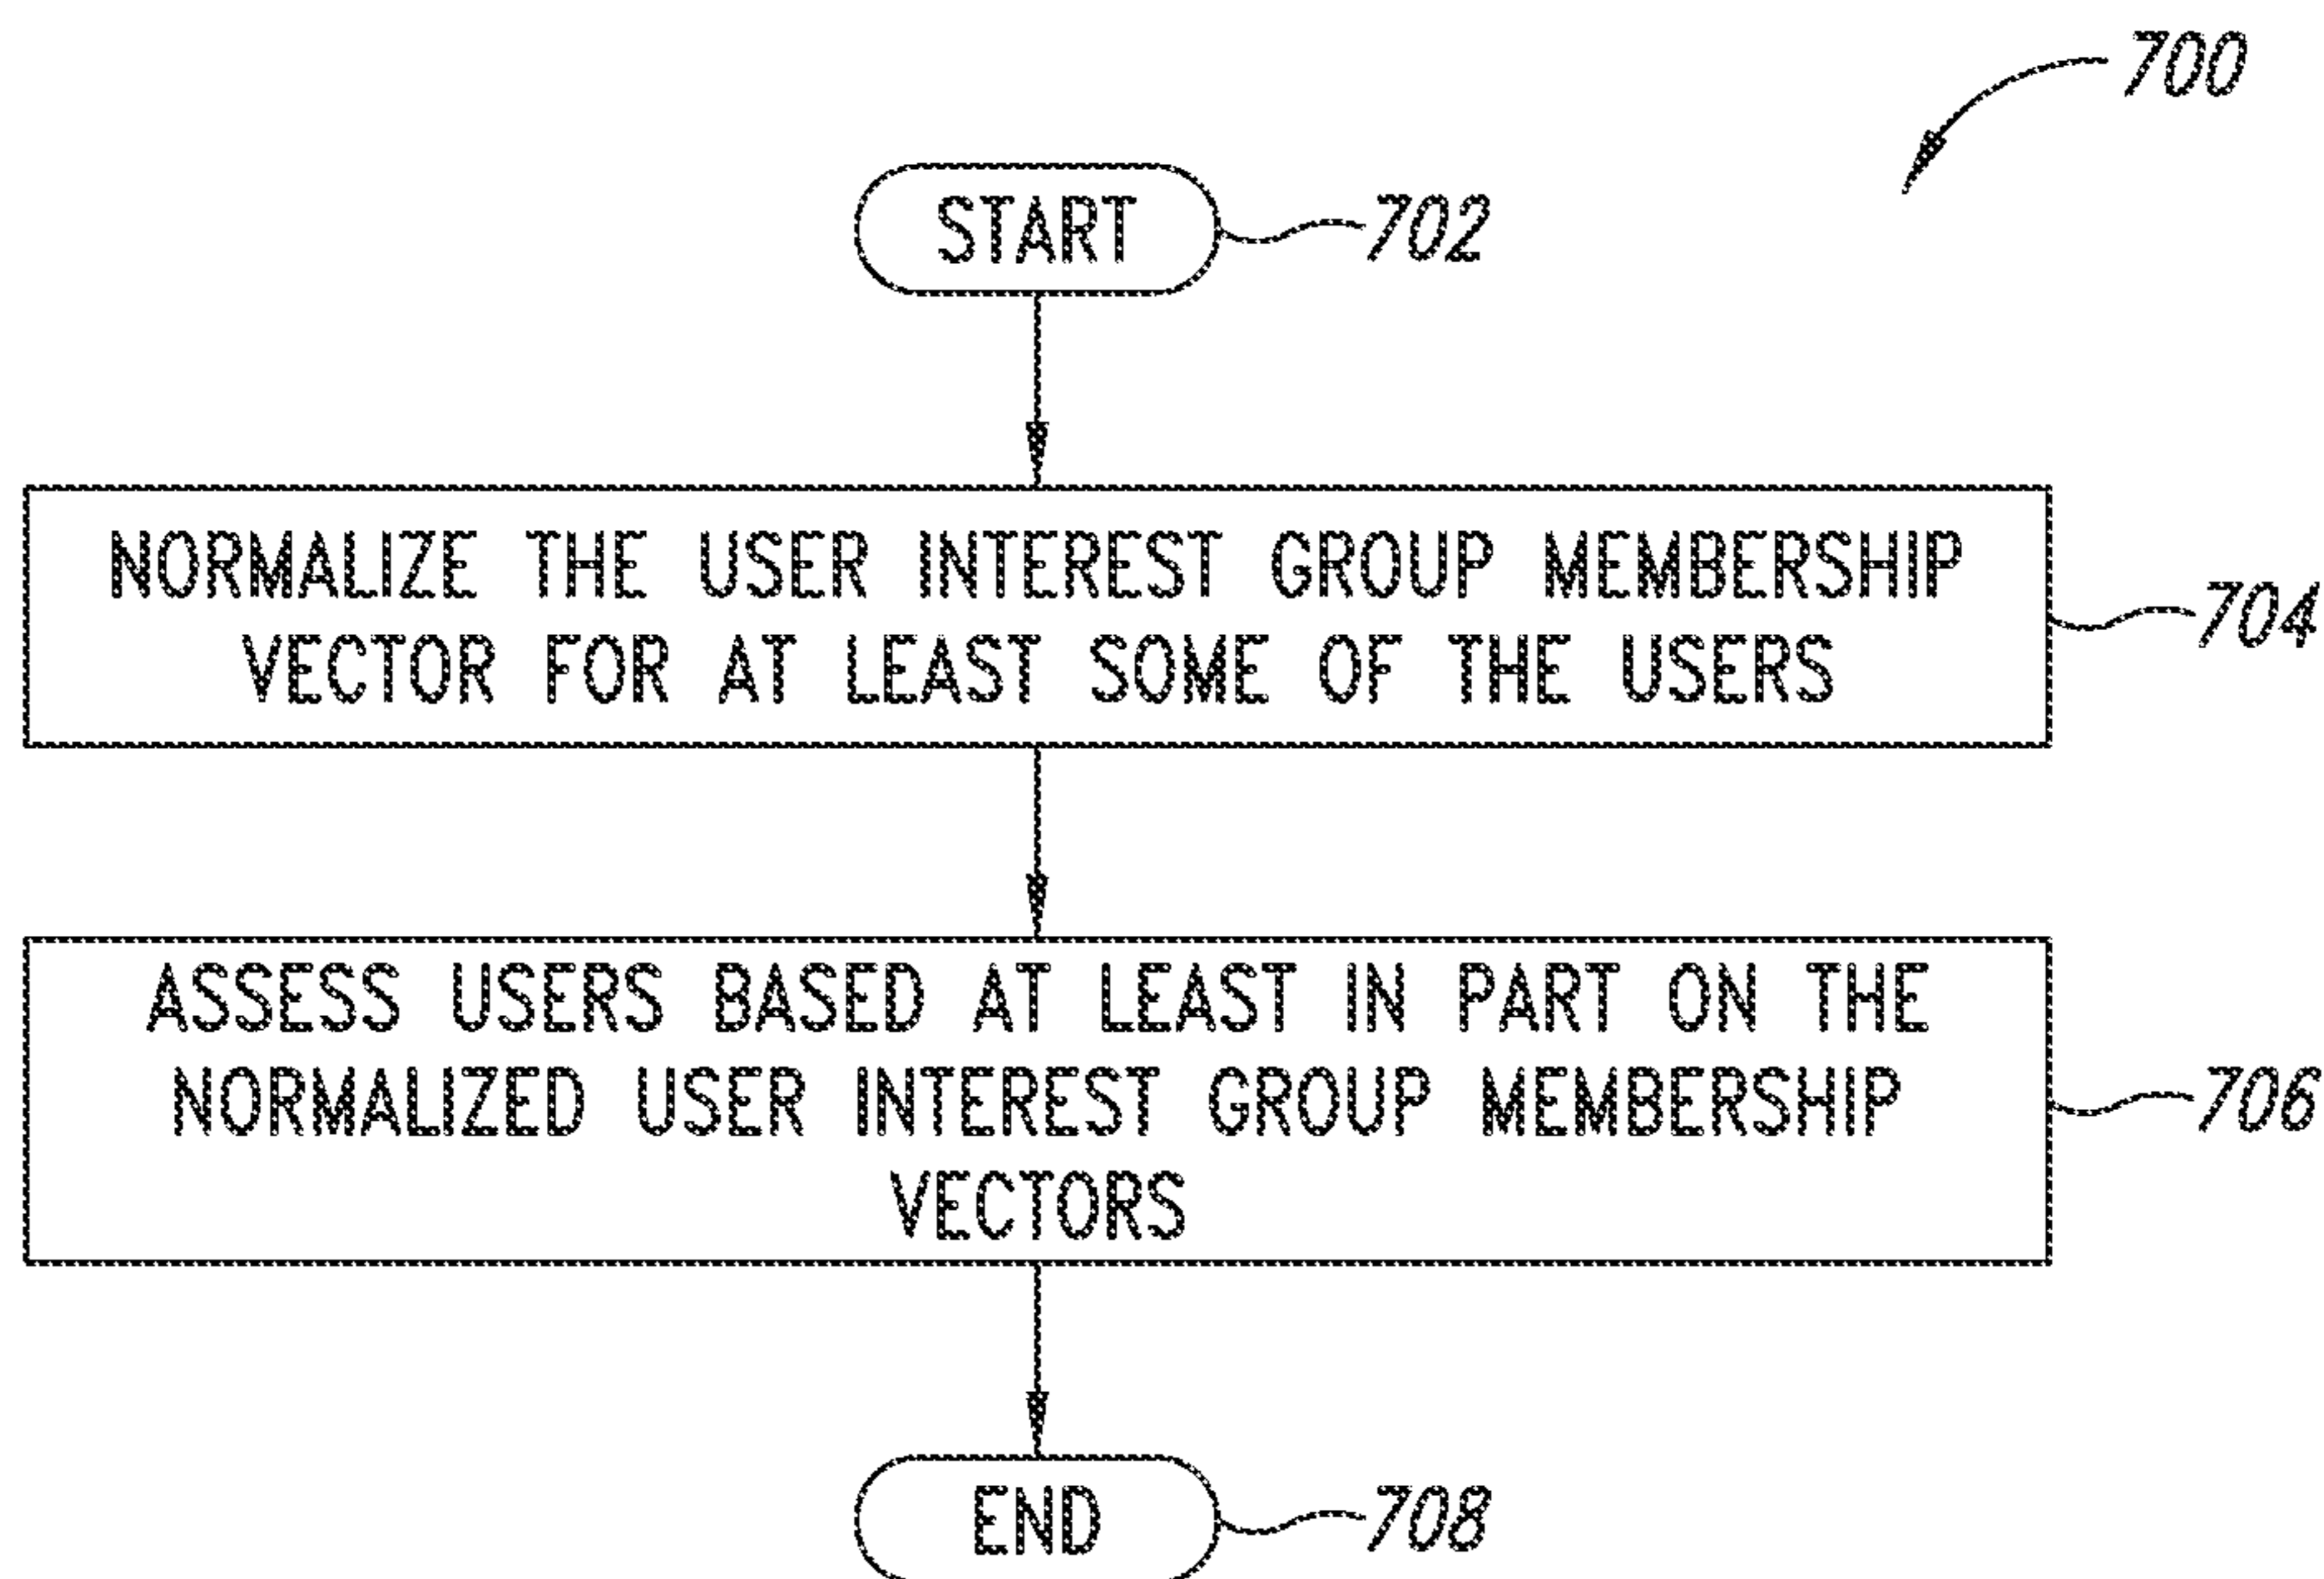 700
START
702
NORMALIZE THE USER INTEREST GROUP MEMBERSHIP
VECTOR FOR AT LEAST SOME OF THE USERS
704
ASSESS USERS BASED AT LEAST IN PART ON THE
NORMALIZED USER INTEREST GROUP MEMBERSHIP
VECTORS
706
END
708